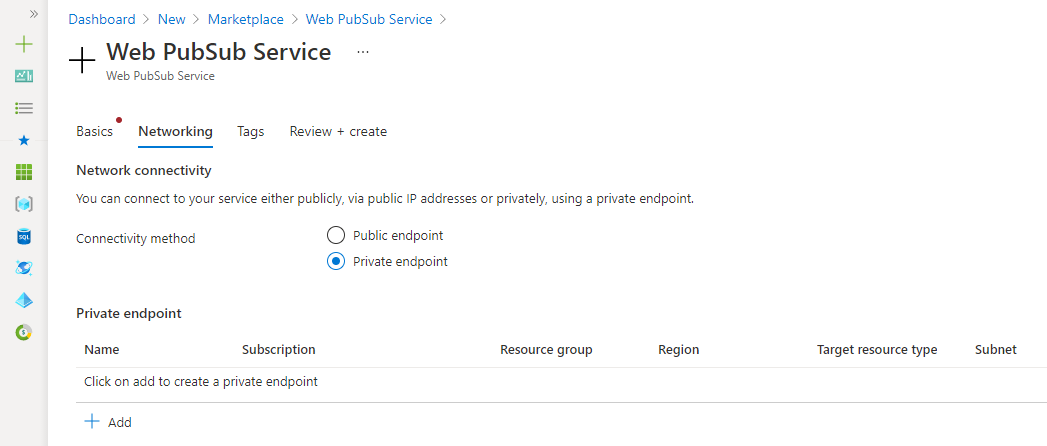 Dashboard > New > Marketplace > Web PubSub Service >
Web PubSub Service ...
Web PubSub Service
Basics Networking Tags Review + create
Network connectivity
You can connect to your service either publicly, via public IP addresses or privately, using a private endpoint.
Connectivity method
Public endpoint
Private endpoint
Private endpoint
Name Subscription Resource group Region Target resource type Subnet
Click on add to create a private endpoint
+ Add
SQL
$